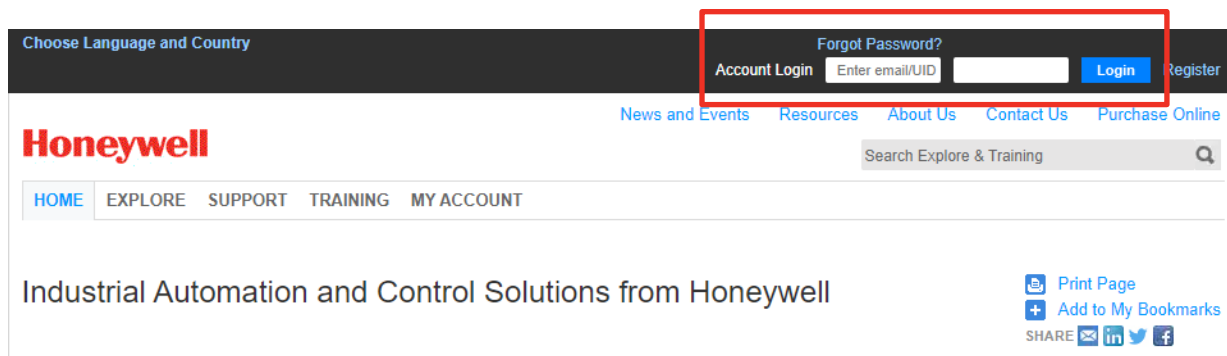 Choose Language and Country
Forgot Password?
Account Login Enter email/UID Login Register
News and Events Resources About Us Contact Us Purchase Online
Honeywell
Search Explore & Training
HOME EXPLORE SUPPORT TRAINING MY ACCOUNT
Industrial Automation and Control Solutions from Honeywell
Print Page
Add to My Bookmarks
SHARE